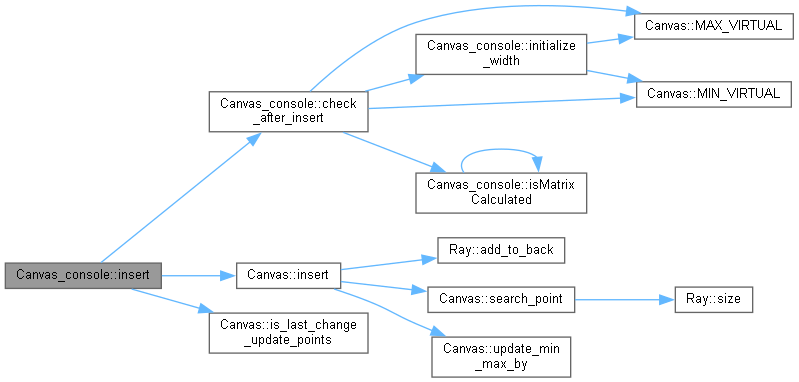 Canvas::MAX_VIRTUAL
Canvas_console::initialize
_width
Canvas::MIN_VIRTUAL
Canvas_console::check
_after_insert
Canvas_console::isMatrix
Calculated
Ray::add_to_back
Canvas_console::insert
Canvas::insert
Canvas::search_point
Ray::size
Canvas::is_last_change
_update_points
Canvas::update_min
_max_by